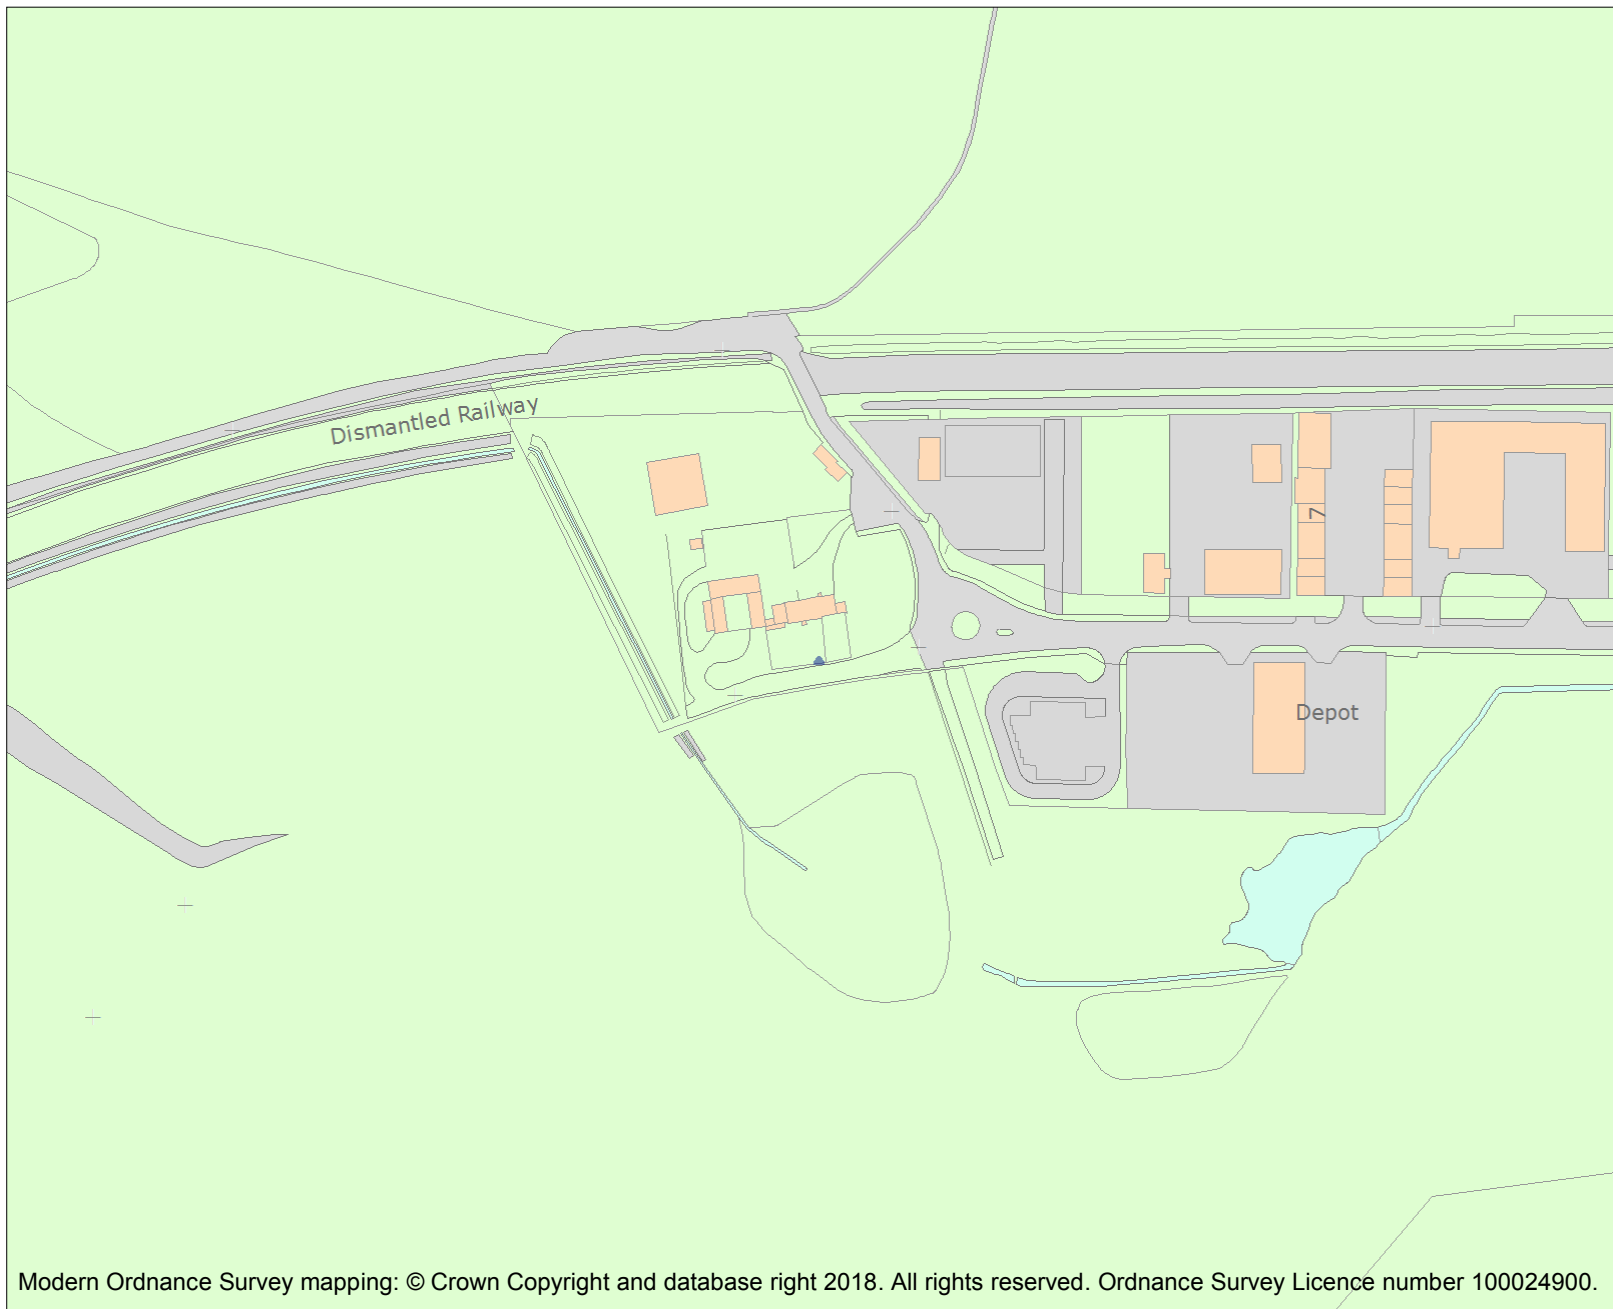 Dismantled Railway
7
Depot
Modern Ordnance Survey mapping: © Crown Copyright and database right 2018. All rights reserved. Ordnance Survey Licence number 100024900.